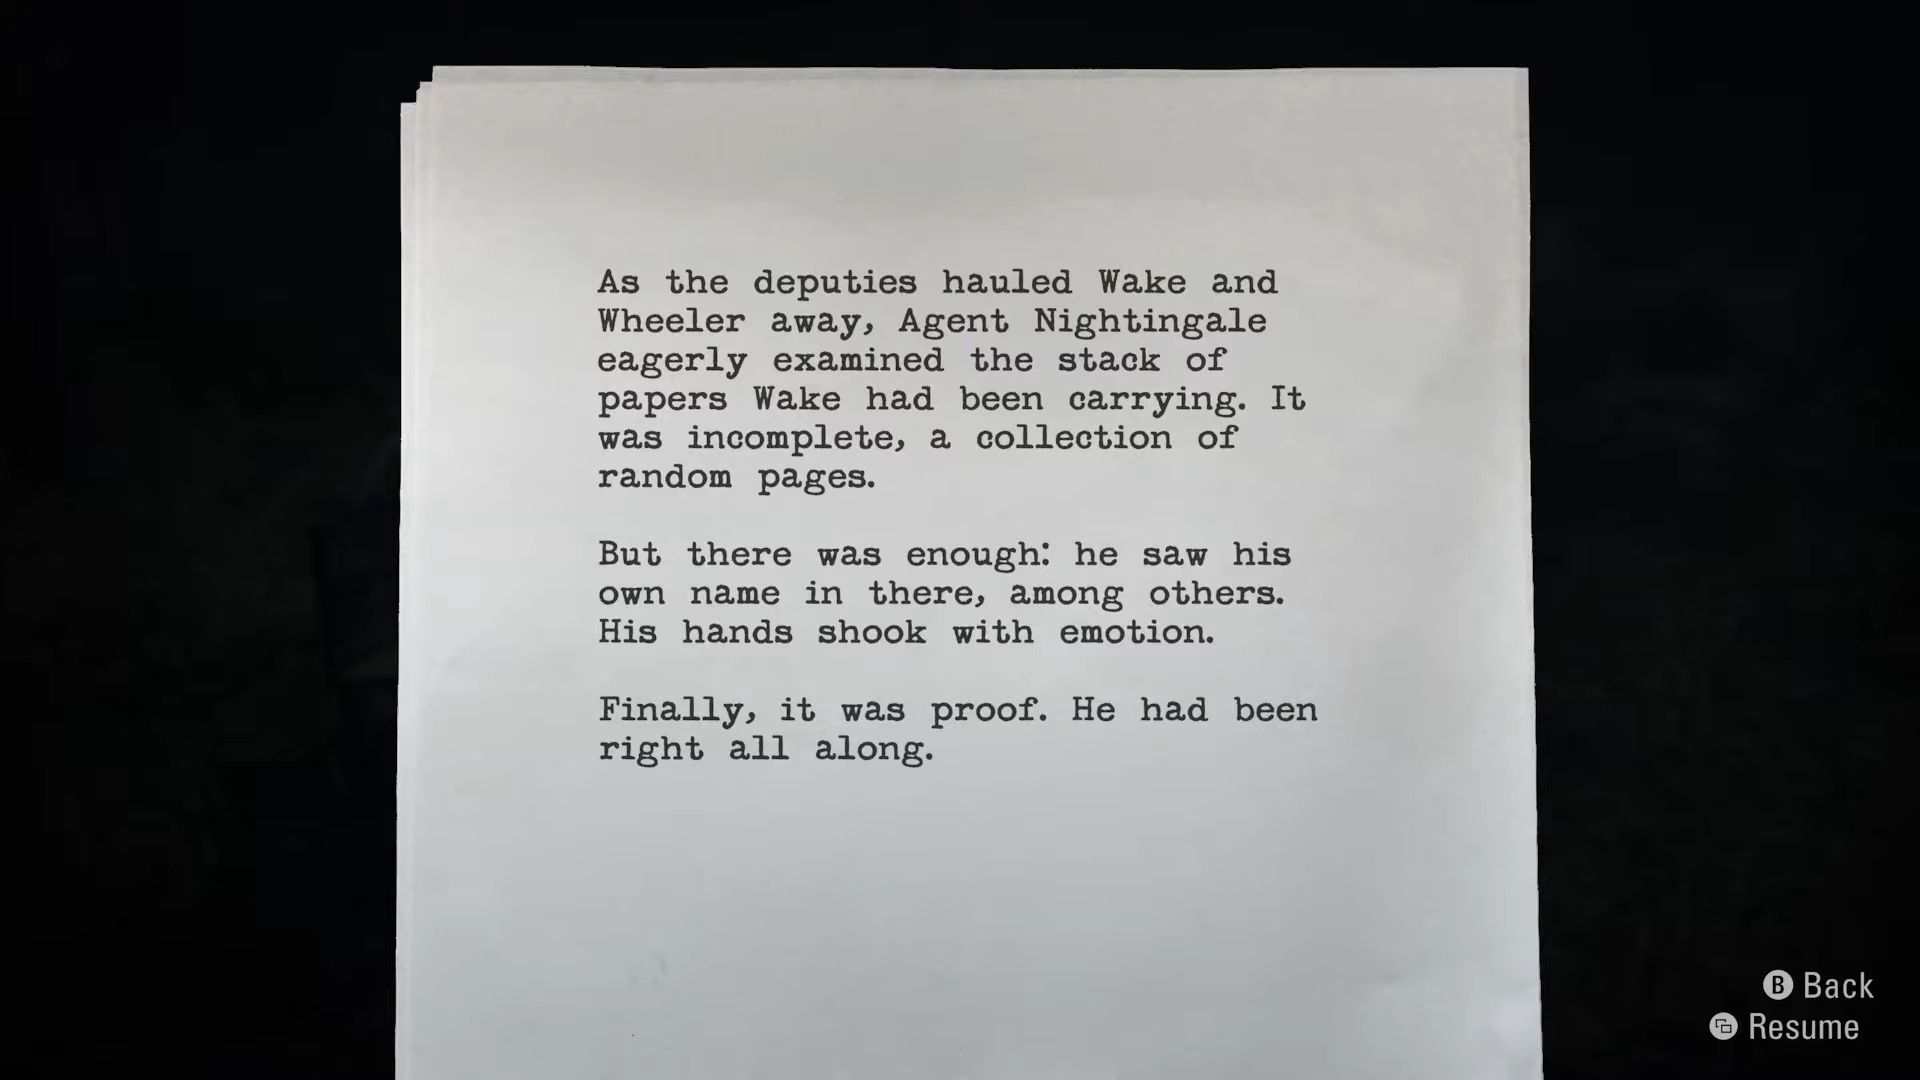 As the deputies hauled Wake and
Wheeler away, Agent Nightingale
eagerly examined the stack of
papers Wake had been carrying. It
was incomplete, a collection of
random pages.
But there was enough: he saw his
own name in there, among others.
His hands shook with emotion.
Finally, it was proof. He had been
right all along.
B Back
Resume